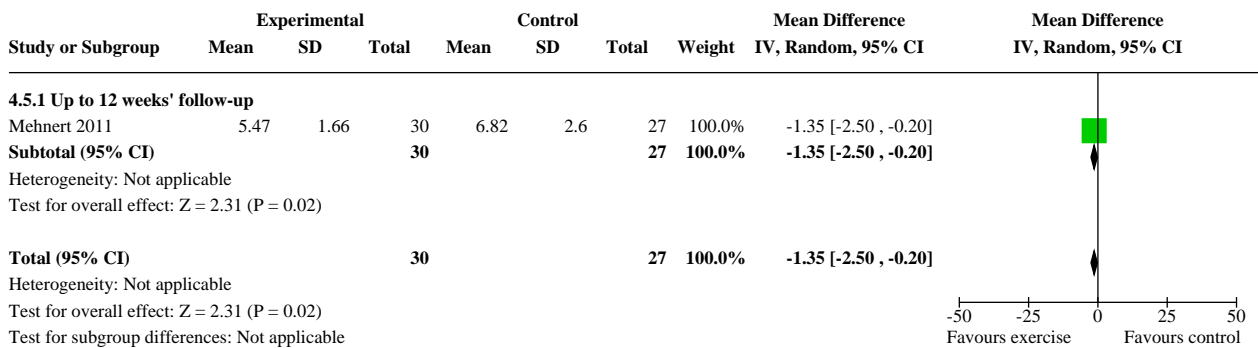 Experimental Control Mean Difference Mean Difference
Study or Subgroup Mean SD Total Mean SD Total Weight IV, Random, 95% CI IV, Random, 95% CI
4.5.1 Up to 12 weeks' follow-up
Mehnert 2011 5.47 1.66 30 6.82 2.6 27 100.0% -1.35 [-2.50 , -0.20]
Subtotal (95% CI) 30 27 100.0% -1.35 [-2.50 , -0.20]
Heterogeneity: Not applicable
Test for overall effect: Z = 2.31 (P = 0.02)
Total (95% CI) 30 27 100.0% -1.35 [-2.50 , -0.20]
Heterogeneity: Not applicable
Test for overall effect: Z = 2.31 (P = 0.02)
Test for subgroup differences: Not applicable
-50 -25 0 25 50
Favours exercise Favours control